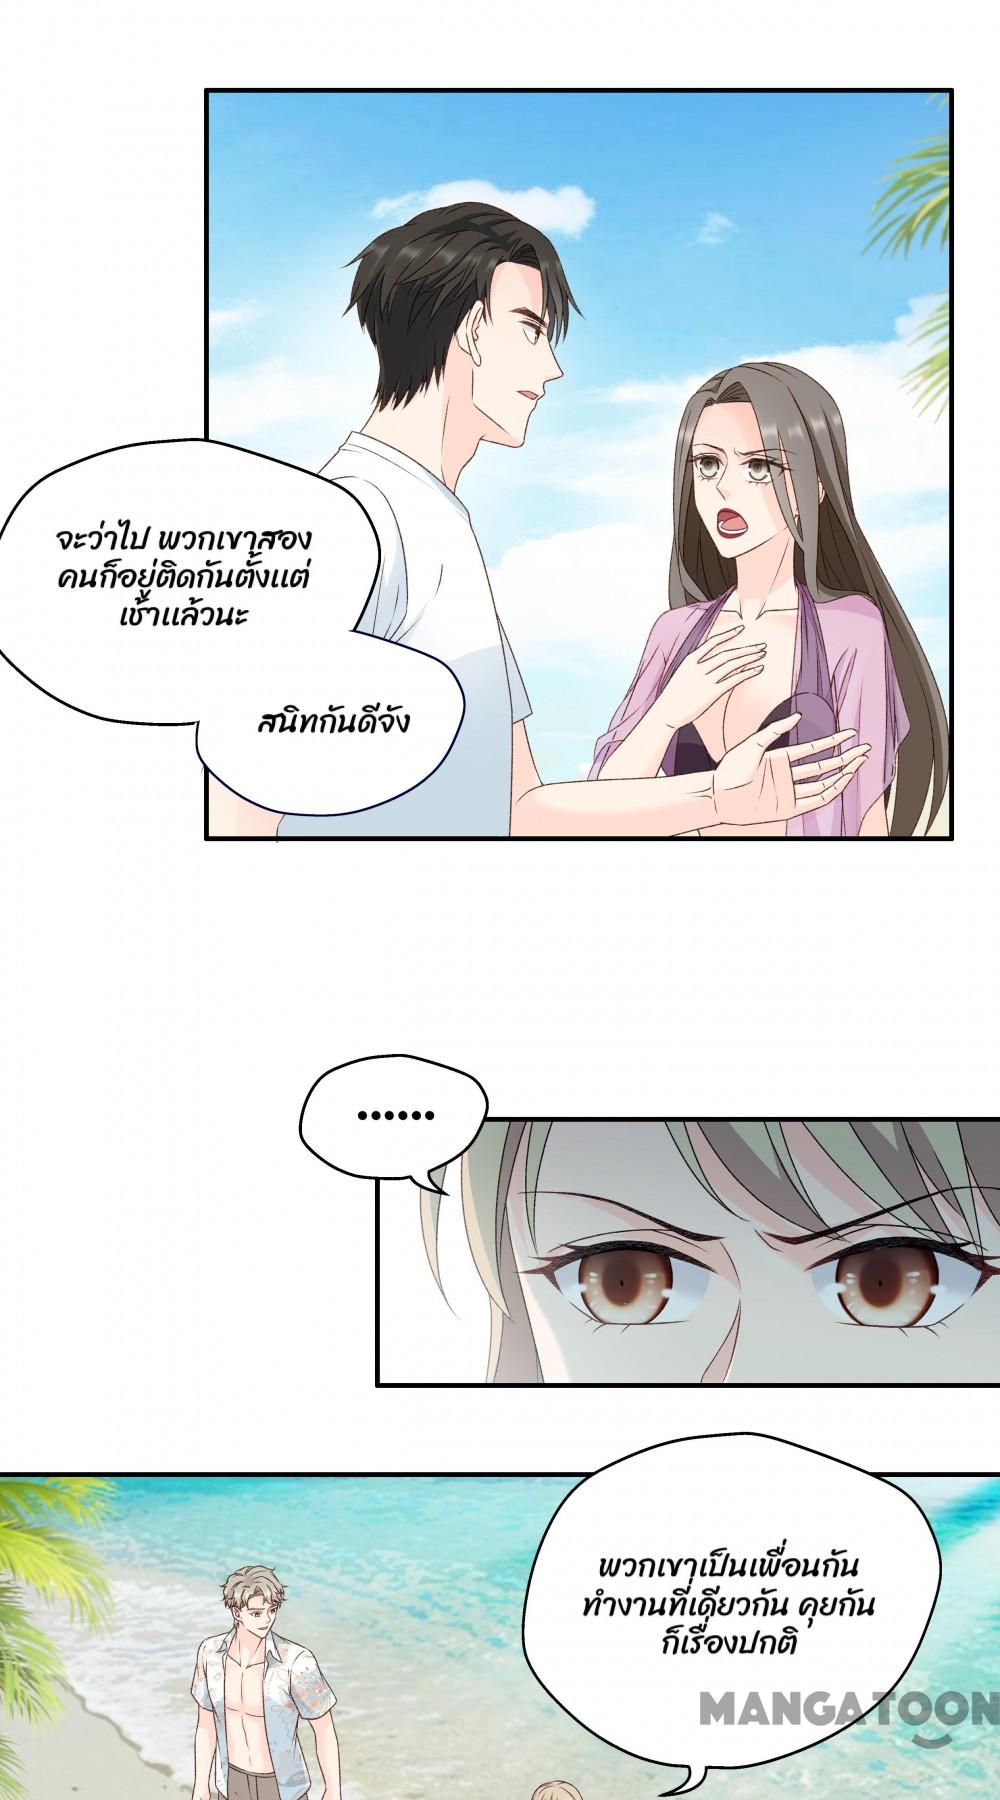 จะว่าไป พวกเขาสอง
คนก็อยู่ติดกันตั้งแต่
เช้าแล้วนะ
สนิทกันดีจัง
••••••
พวกเขาเป็นเพื่อนกัน
ทำงานที่เดียวกัน คุยกัน
ก็เรื่องปกติ
MANGATOON